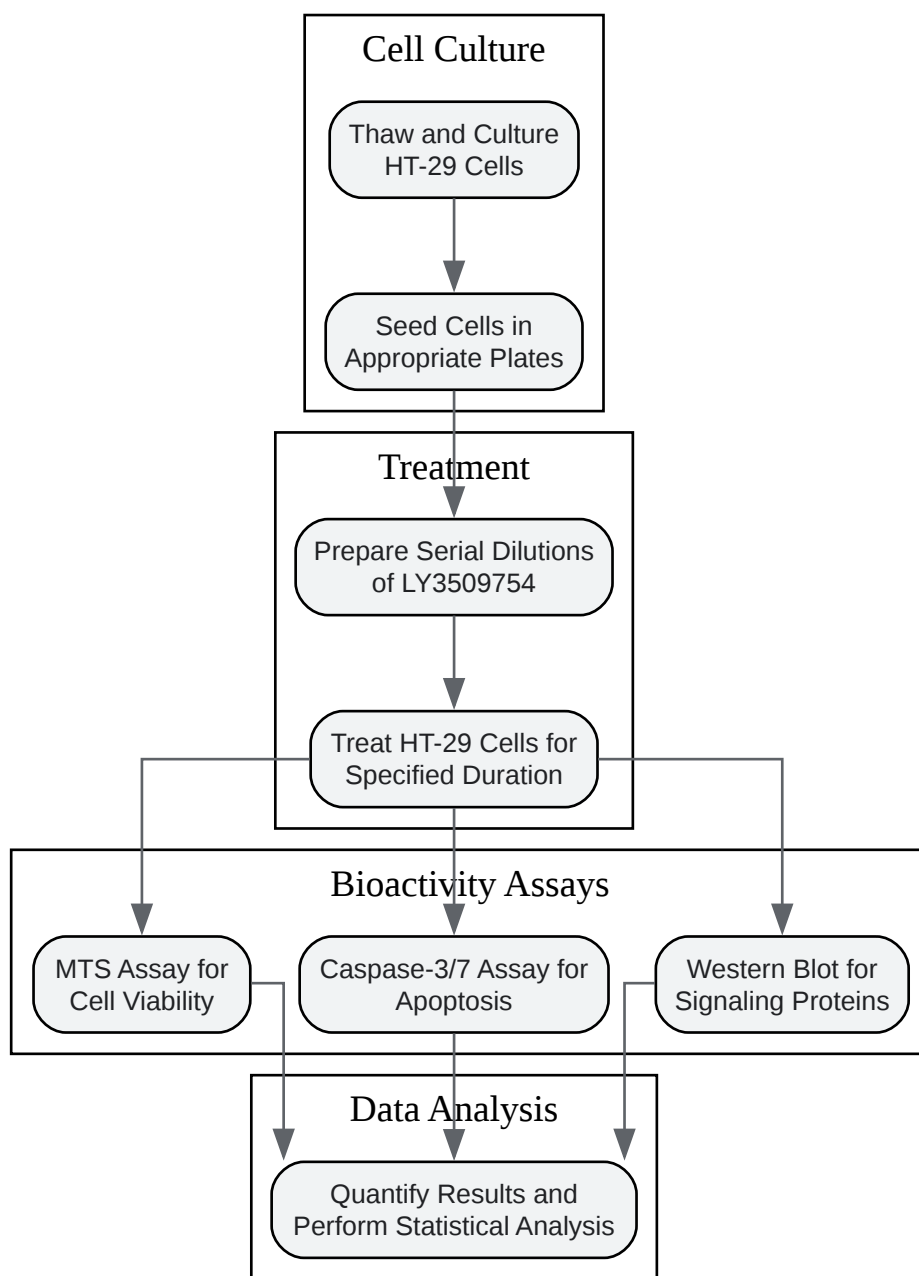 Cell Culture
Thaw and Culture
HT-29 Cells
Seed Cells in
Appropriate Plates
Treatment
Prepare Serial Dilutions
of LY3509754
Treat HT-29 Cells for
Specified Duration
Bioactivity Assays
MTS Assay for
Cell Viability
Caspase-3/7 Assay for
Apoptosis
Western Blot for
Signaling Proteins
Data Analysis
Quantify Results and
Perform Statistical Analysis